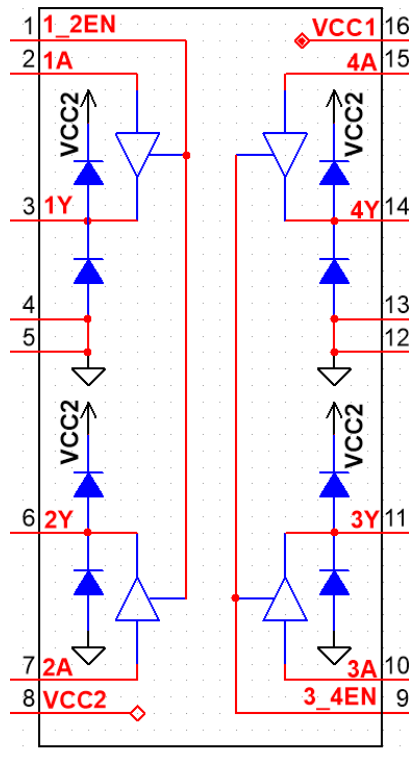 1 1_2EN VCC1 16
2 1A 4A 15
VCC2 VCC2
3 1Y 4Y 14
4 13
5 12
VCC2 VCC2
6 2Y 3Y 11
7 2A 3A 10
8 VCC2 3_4EN 9